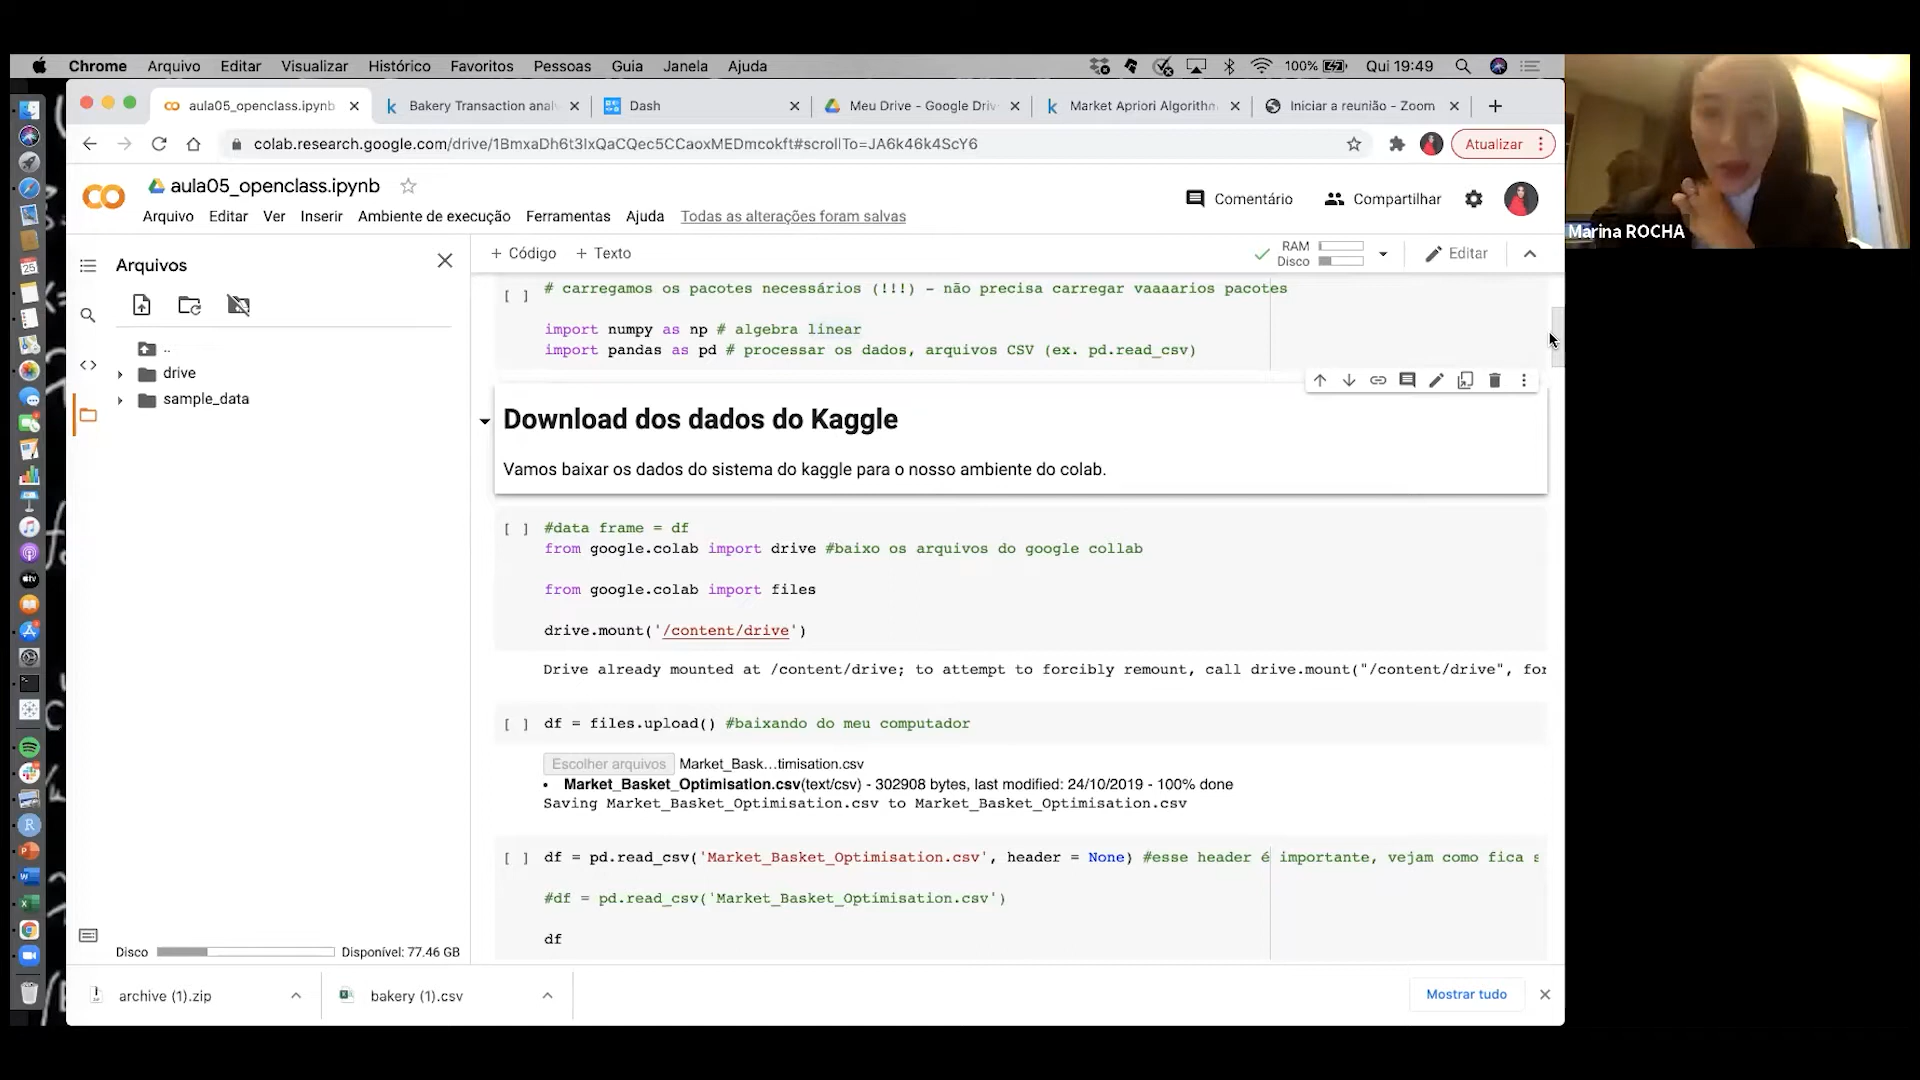 Chrome Arquivo Editar Visualizar Histórico Favoritos Pessoas Guia Janela Ajuda 100% Qui 19:49
aula05_openclass.ipynb Bakery Transaction anal Dash Meu Drive - Google Driv Market Apriori Algorithm Iniciar a reunião - Zoom
colab.research.google.com/drive/1BmxaDh6t3IxQaCQec5CCaoxMEDmcokft#scrollTo=JA6k46k4ScY6 Atualizar
aula05_openclass.ipynb
Comentário Compartilhar
Arquivo Editar Ver Inserir Ambiente de execução Ferramentas Ajuda Todas as alterações foram salvas
Marina ROCHA
Arquivos
+ Código + Texto
RAM
Disco
Editar
..
drive
sample_data
[ ] # carregamos os pacotes necessários (!!!) - não precisa carregar vaaaarios pacotes
import numpy as np # algebra linear
import pandas as pd # processar os dados, arquivos CSV (ex. pd.read_csv)
Download dos dados do Kaggle
Vamos baixar os dados do sistema do kaggle para o nosso ambiente do colab.
[ ] #data frame = df
from google.colab import drive #baixo os arquivos do google collab
from google.colab import files
drive.mount('/content/drive')
Drive already mounted at /content/drive; to attempt to forcibly remount, call drive.mount("/content/drive", for
[ ] df = files.upload() #baixando do meu computador
Escolher arquivos Market_Bask...timisation.csv
• Market_Basket_Optimisation.csv(text/csv) - 302908 bytes, last modified: 24/10/2019 - 100% done
Saving Market_Basket_Optimisation.csv to Market_Basket_Optimisation.csv
[ ] df = pd.read_csv('Market_Basket_Optimisation.csv', header = None) #esse header é importante, vejam como fica s
#df = pd.read_csv('Market_Basket_Optimisation.csv')
df
Disco Disponível: 77.46 GB
archive (1).zip bakery (1).csv Mostrar tudo